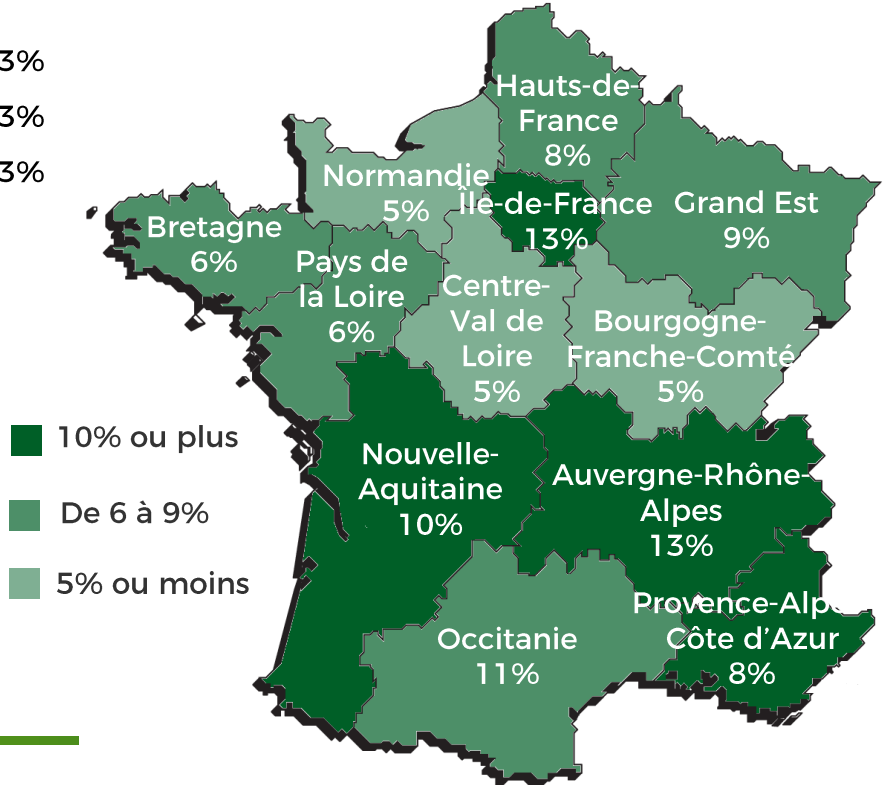 3%
3%
3%
Hauts-de-
France
8%
Normandie
5%
Île-de-France
13%
Grand Est
9%
Bretagne
6%
Pays de
la Loire
6%
Centre-
Val de
Loire
5%
Bourgogne-
Franche-Comté
5%
10% ou plus
De 6 à 9%
5% ou moins
Nouvelle-
Aquitaine
10%
Auvergne-Rhône-
Alpes
13%
Provence-Alpe
Côte d’Azur
8%
Occitanie
11%